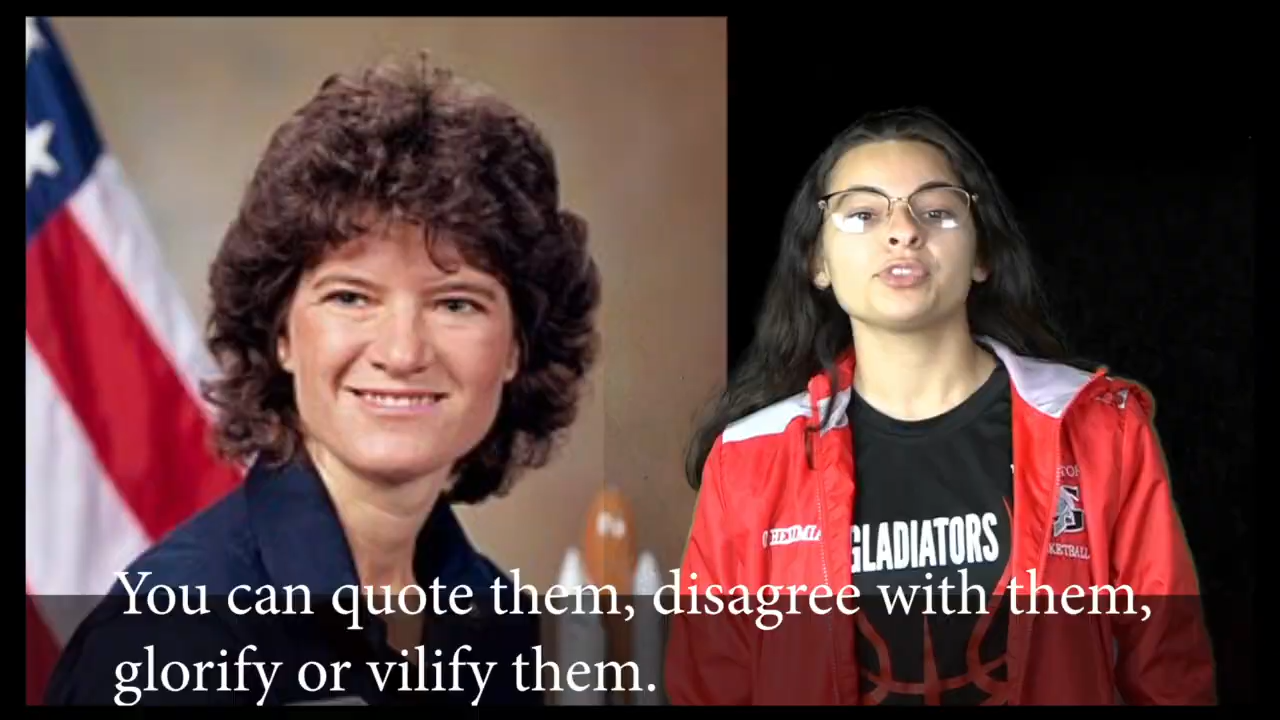 GLADIATORS
You can quote them, disagree with them,
glorify or vilify them.